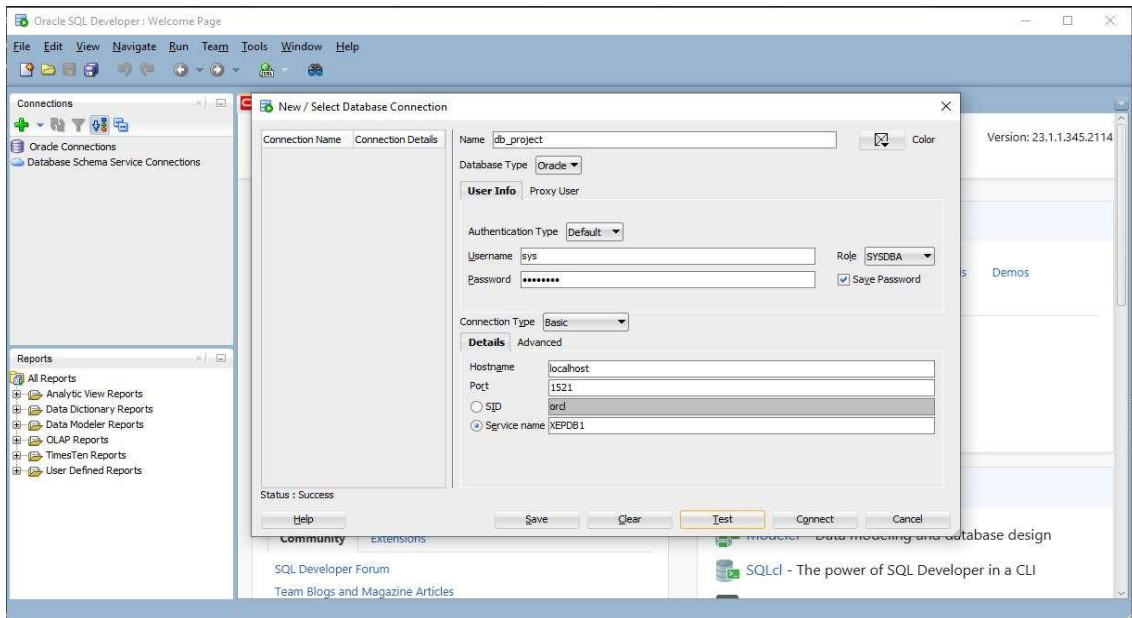 Oracle SQL Developer : Welcome Page
File Edit View Navigate Run Team Tools Window Help
Connections
Oracle Connections
Database Schema Service Connections
Reports
All Reports
Analytic View Reports
Data Dictionary Reports
Data Modeler Reports
OLAP Reports
TimesTen Reports
User Defined Reports
New / Select Database Connection
Connection Name Connection Details
Name db_project Color
Database Type Oracle
User Info Proxy User
Authentication Type Default
Username sys Role SYSDBA
Password •••••••• Save Password
Connection Type Basic
Details Advanced
Hostname localhost
Port 1521
SID orcl
Service name XEPDB1
Status : Success
Help Save Clear Test Connect Cancel
Version: 23.1.1.345.2114
Demos
Community Extensions
SQL Developer Forum
Team Blogs and Magazine Articles
Modeler - Data modeling and database design
SQLcl - The power of SQL Developer in a CLI